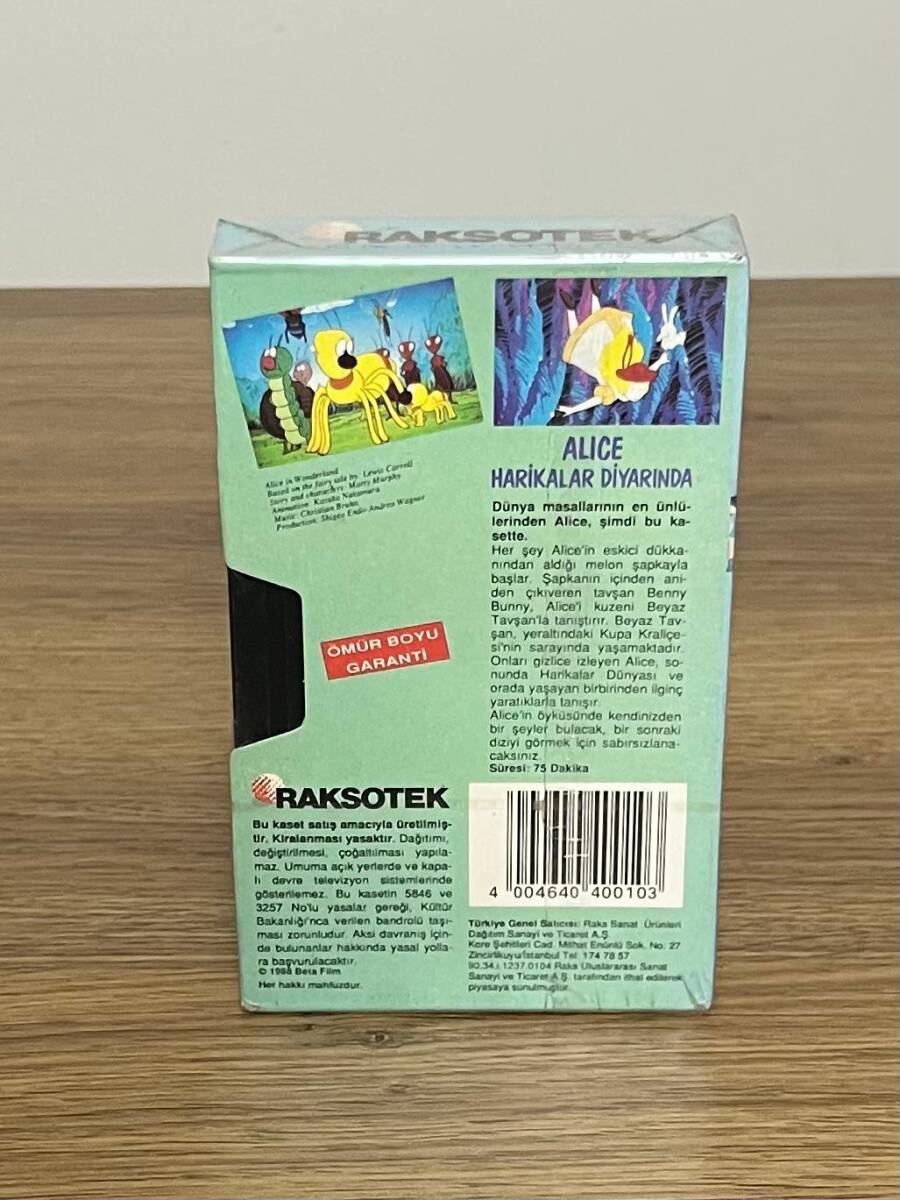 RAKSOTEK
Alice in Wonderland
Based on the fairy tale by: Lewis Carroll
Story and characters: Marty Murphy
Animation: Kazuko Nakamura
Music: Christian Bruhn
Production: Shigeo Endo-Andrea Wagner
ALICE
HARİKALAR DİYARINDA
Dünya masallarının en ünlü-
lerinden Alice, şimdi bu ka-
sette.
Her şey Alice'in eskici dükka-
nından aldığı melon şapkayla
başlar. Şapkanın içinden ani-
den çıkıveren tavşan Benny
Bunny, Alice'i kuzeni Beyaz
Tavşan'la tanıştırır. Beyaz Tav-
şan, yeraltındaki Kupa Kraliçe-
si'nin sarayında yaşamaktadır.
Onları gizlice izleyen Alice, so-
nunda Harikalar Dünyası ve
orada yaşayan birbirinden ilginç
yaratıklarla tanışır.
Alice'in öyküsünde kendinizden
bir şeyler bulacak, bir sonraki
diziyi görmek için sabırsızlana-
caksınız.
Süresi: 75 Dakika
ÖMÜR BOYU
GARANTİ
RAKSOTEK
Bu kaset satış amacıyla üretilmiş-
tir. Kiralanması yasaktır. Dağıtımı,
değiştirilmesi, çoğaltılması yapıla-
maz. Umuma açık yerlerde ve kapa-
lı devre televizyon sistemlerinde
gösterilemez. Bu kasetin 5846 ve
3257 No'lu yasalar gereği, Kültür
Bakanlığı'nca verilen bandrolü taşı-
ması zorunludur. Aksi davranış için-
de bulunanlar hakkında yasal yolla-
ra başvurulacaktır.
© 1988 Beta Film
Her hakkı mahfuzdur.
4 004640 400103
Türkiye Genel Satıcısı: Raks Sanat Ürünleri
Dağıtım Sanayi ve Ticaret A.Ş.
Kore Şehitleri Cad. Mithat Enünlü Sok. No: 27
Zincirlikuyu/İstanbul Tel: 174 78 57
90.34.I.1237.0104 Raks Uluslararası Sanat
Sanayi ve Ticaret A.Ş. tarafından ithal edilerek
piyasaya sunulmuştur.